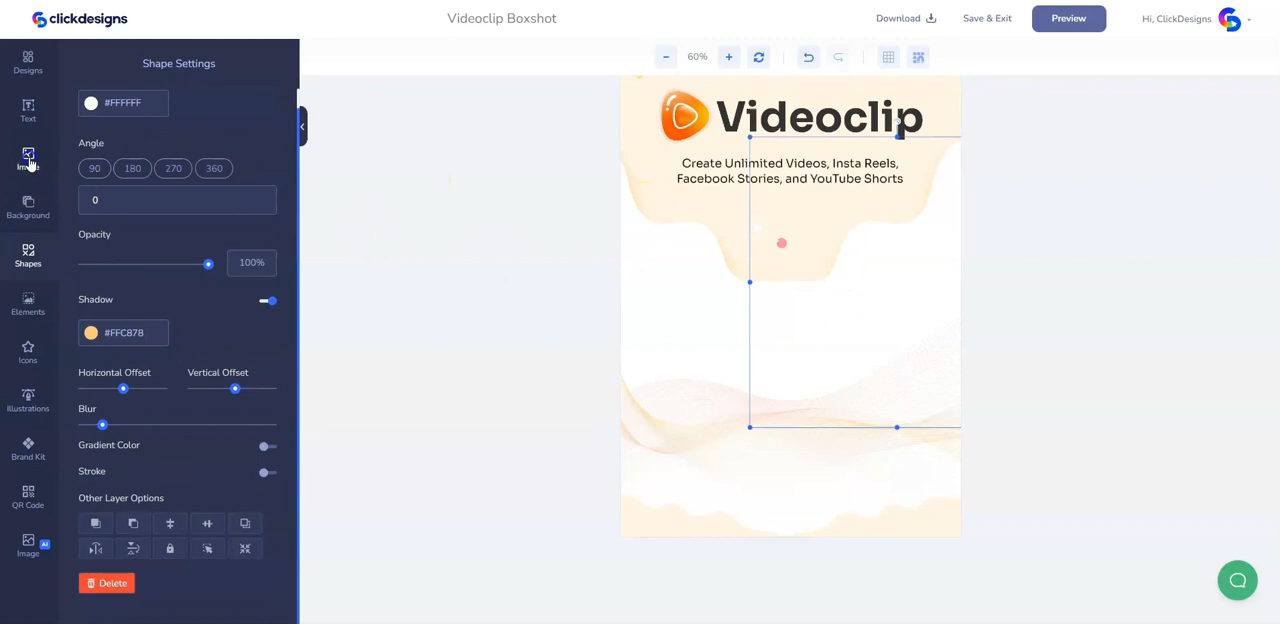 clickdesigns
Videoclip Boxshot
Download
Save & Exit
Preview
Hi, ClickDesigns
Designs
Text
Image
Background
Shapes
Elements
Icons
Illustrations
Brand Kit
QR Code
Image
AI
Shape Settings
#FFFFFF
Angle
90
180
270
360
0
Opacity
100%
Shadow
#FFC878
Horizontal Offset
Vertical Offset
Blur
Gradient Color
Stroke
Other Layer Options
Delete
60%
Videoclip
Create Unlimited Videos, Insta Reels,
Facebook Stories, and YouTube Shorts